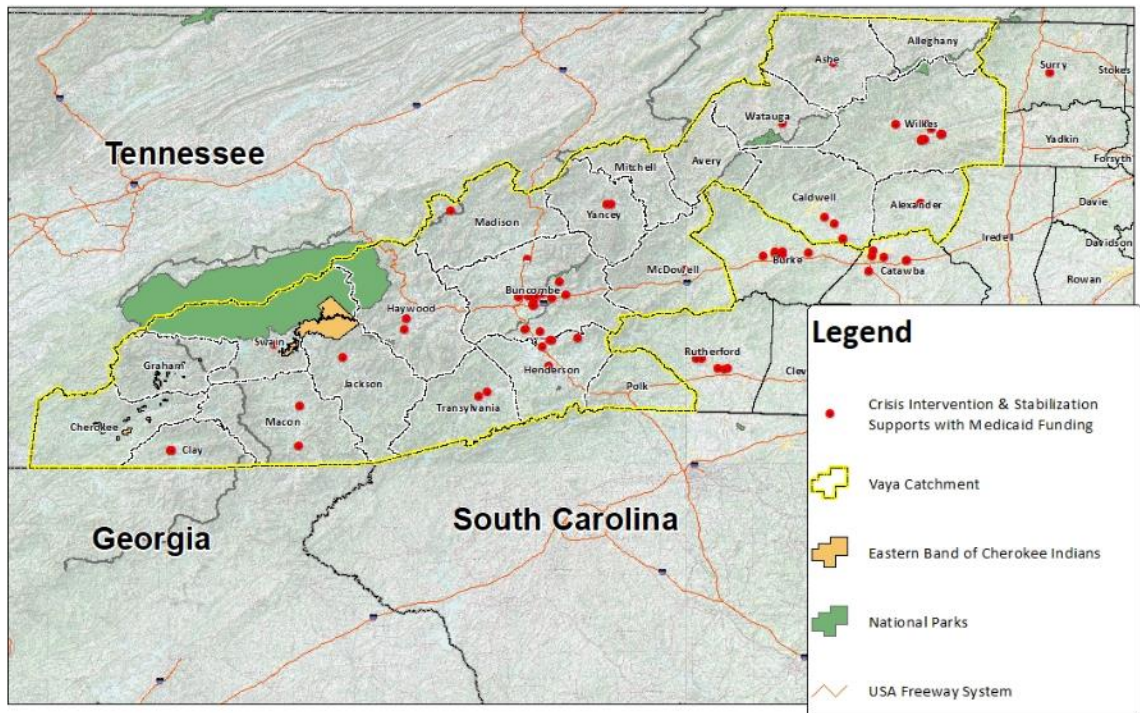 Alleghany
Ashe
Surry
Stokes
Watauga
Wilkes
Yadkin
Forsyth
Tennessee
Mitchell
Avery
Caldwell
Alexander
Madison
Yancey
Davie
Iredell
Davidson
McDowell
Burke
Catawba
Rowan
Buncombe
Haywood
Swain
Graham
Rutherford
Henderson
Jackson
Polk
Clev
Transylvania
Macon
Cherokee
Clay
South Carolina
Georgia
Legend
Crisis Intervention & Stabilization
Supports with Medicaid Funding
Vaya Catchment
Eastern Band of Cherokee Indians
National Parks
USA Freeway System